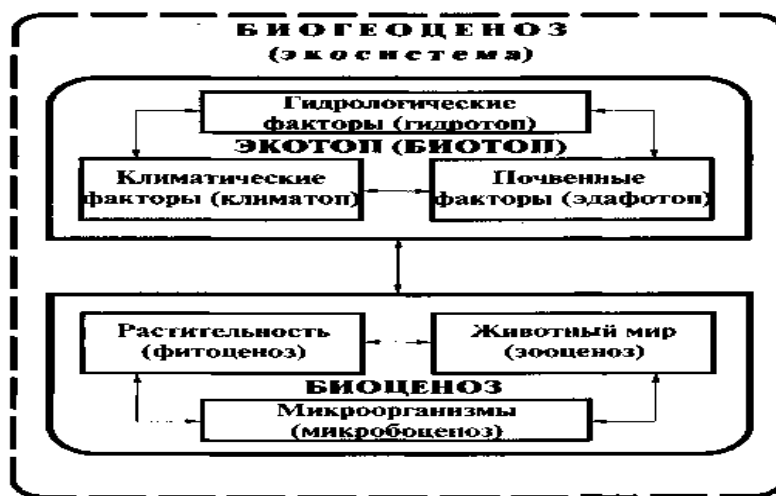 БИОГЕОЦЕНОЗ
(экосистема)
Гидрологические
факторы (гидротоп)
ЭКОТОП (БИОТОП)
Климатические
факторы (климатоп)
Почвенные
факторы (эдафотоп)
Растительность
(фитоценоз)
Животный мир
(зооценоз)
БИОЦЕНОЗ
Микроорганизмы
(микробоценоз)